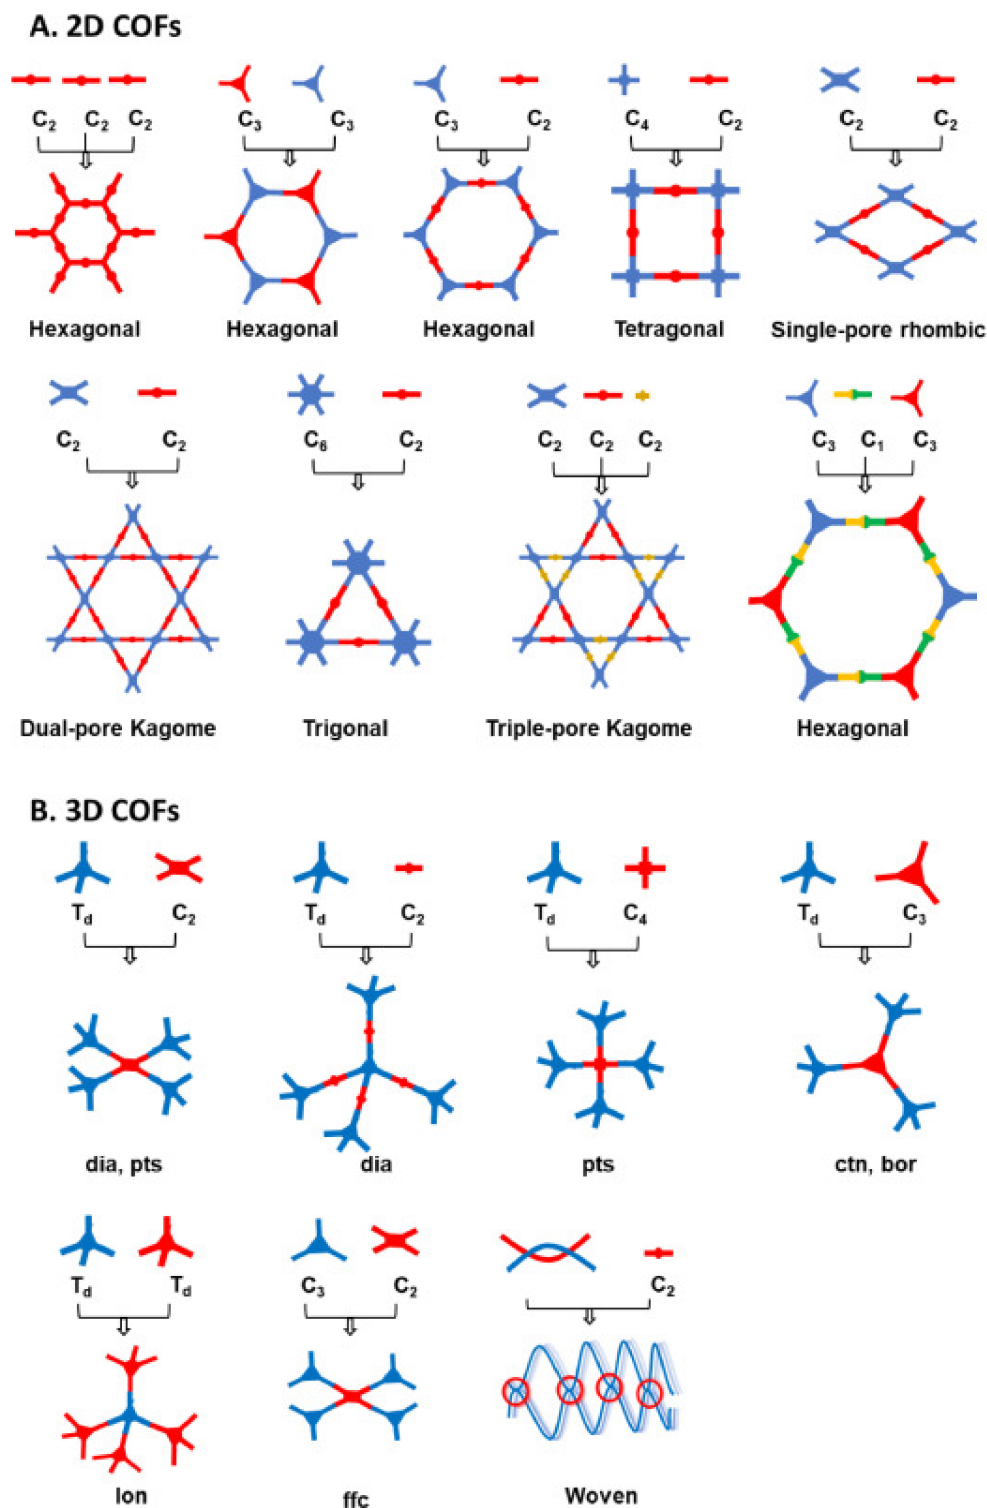 A. 2D COFs
C2 C2 C2 C3 C3 C3 C2 C4 C2 C2 C2
Hexagonal Hexagonal Hexagonal Tetragonal Single-pore rhombic
C2 C2 C6 C2 C2 C2 C2 C3 C1 C3
Dual-pore Kagome Trigonal Triple-pore Kagome Hexagonal
B. 3D COFs
Td C2 Td C2 Td C4 Td C3
dia, pts dia pts ctn, bor
Td Td C3 C2 C2
lon ffc Woven